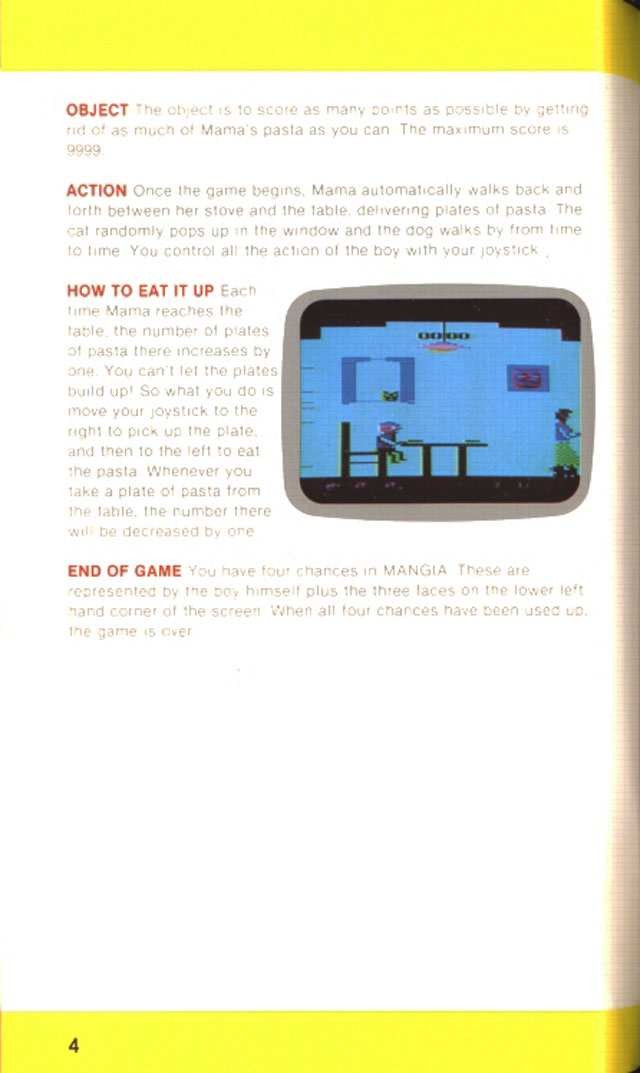 OBJECT The object is to score as many points as possible by getting
rid of as much of Mama's pasta as you can. The maximum score is
9999.
ACTION Once the game begins, Mama automatically walks back and
forth between her stove and the table, delivering plates of pasta. The
cat randomly pops up in the window and the dog walks by from time
to time. You control all the action of the boy with your joystick.
HOW TO EAT IT UP Each
time Mama reaches the
table, the number of plates
of pasta there increases by
one. You can't let the plates
build up! So what you do is
move your joystick to the
right to pick up the plate,
and then to the left to eat
the pasta. Whenever you
take a plate of pasta from
the table, the number there
will be decreased by one.
00:00
END OF GAME You have four chances in MANGIA. These are
represented by the boy himself plus the three faces on the lower left
hand corner of the screen. When all four chances have been used up,
the game is over.
4